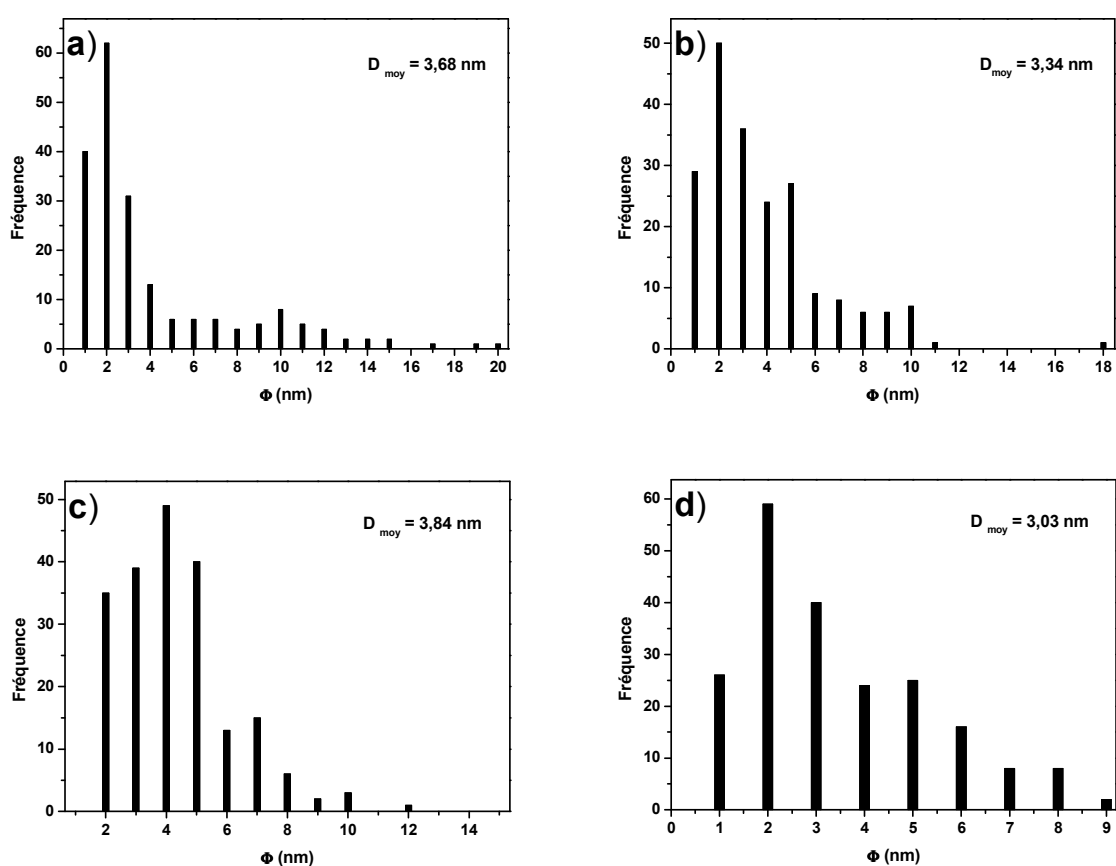 a)
D moy = 3,68 nm
Fréquence
60
50
40
30
20
10
0
0 2 4 6 8 10 12 14 16 18 20
Φ (nm)
b)
D moy = 3,34 nm
Fréquence
50
40
30
20
10
0
0 2 4 6 8 10 12 14 16 18
Φ (nm)
c)
D moy = 3,84 nm
Fréquence
50
40
30
20
10
0
2 4 6 8 10 12 14
Φ (nm)
d)
D moy = 3,03 nm
Fréquence
60
50
40
30
20
10
0
0 1 2 3 4 5 6 7 8 9
Φ (nm)